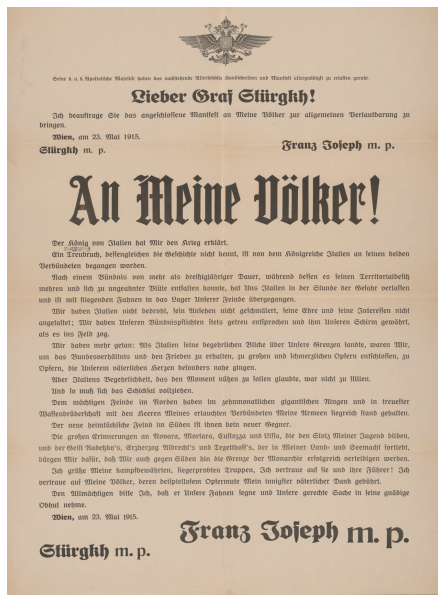 Seine k. u. k. Apostolische Majestät haben das nachstehende Allerhöchste Handschreiben und Manifest allergnädigst zu erlassen geruht.
Lieber Graf Stürgkh!
Ich beauftrage Sie das angeschlossene Manifest an Meine Völker zur allgemeinen Verlautbarung zu
bringen.
Wien, am 23. Mai 1915.
Franz Joseph m. p.
Stürgkh m. p.
An Meine Völker!
Der König von Italien hat Mir den Krieg erklärt.
Ein Treubruch, dessengleichen die Geschichte nicht kennt, ist von dem Königreiche Italien an seinen beiden
Verbündeten begangen worden.
Nach einem Bündnis von mehr als dreißigjähriger Dauer, während dessen es seinen Territorialbesitz
mehren und sich zu ungeahnter Blüte entfalten konnte, hat Uns Italien in der Stunde der Gefahr verlassen
und ist mit fliegenden Fahnen in das Lager Unserer Feinde übergegangen.
Wir haben Italien nicht bedroht, sein Ansehen nicht geschmälert, seine Ehre und seine Interessen nicht
angetastet; Wir haben Unseren Bündnispflichten stets getreu entsprochen und ihm Unseren Schirm gewährt,
als es ins Feld zog.
Wir haben mehr getan: Als Italien seine begehrlichen Blicke über Unsere Grenzen sandte, waren Wir,
um das Bundesverhältnis und den Frieden zu erhalten, zu großen und schmerzlichen Opfern entschlossen, zu
Opfern, die Unserem väterlichen Herzen besonders nahe gingen.
Aber Italiens Begehrlichkeit, das den Moment nützen zu sollen glaubte, war nicht zu stillen.
Und so muß sich das Schicksal vollziehen.
Dem mächtigen Feinde im Norden haben im zehnmonatlichen gigantischen Ringen und in treuester
Waffenbrüderschaft mit den Heeren Meines erlauchten Verbündeten Meine Armeen siegreich stand gehalten.
Der neue heimtückische Feind im Süden ist ihnen kein neuer Gegner.
Die großen Erinnerungen an Novara, Mortara, Custozza und Lissa, die den Stolz Meiner Jugend bilden,
und der Geist Radetzky's, Erzherzog Albrecht's und Tegetthoff's, der in Meiner Land- und Seemacht fortlebt,
bürgen Mir dafür, daß Wir auch gegen Süden hin die Grenze der Monarchie erfolgreich verteidigen werden.
Ich grüße Meine kampfbewährten, siegerprobten Truppen, Ich vertraue auf sie und ihre Führer! Ich
vertraue auf Meine Völker, deren beispiellosem Opfermute Mein innigster väterlicher Dank gebührt.
Den Allmächtigen bitte Ich, daß er Unsere Fahnen segne und Unsere gerechte Sache in seine gnädige
Obhut nehme.
Wien, am 23. Mai 1915.
Franz Joseph m. p.
Stürgkh m. p.